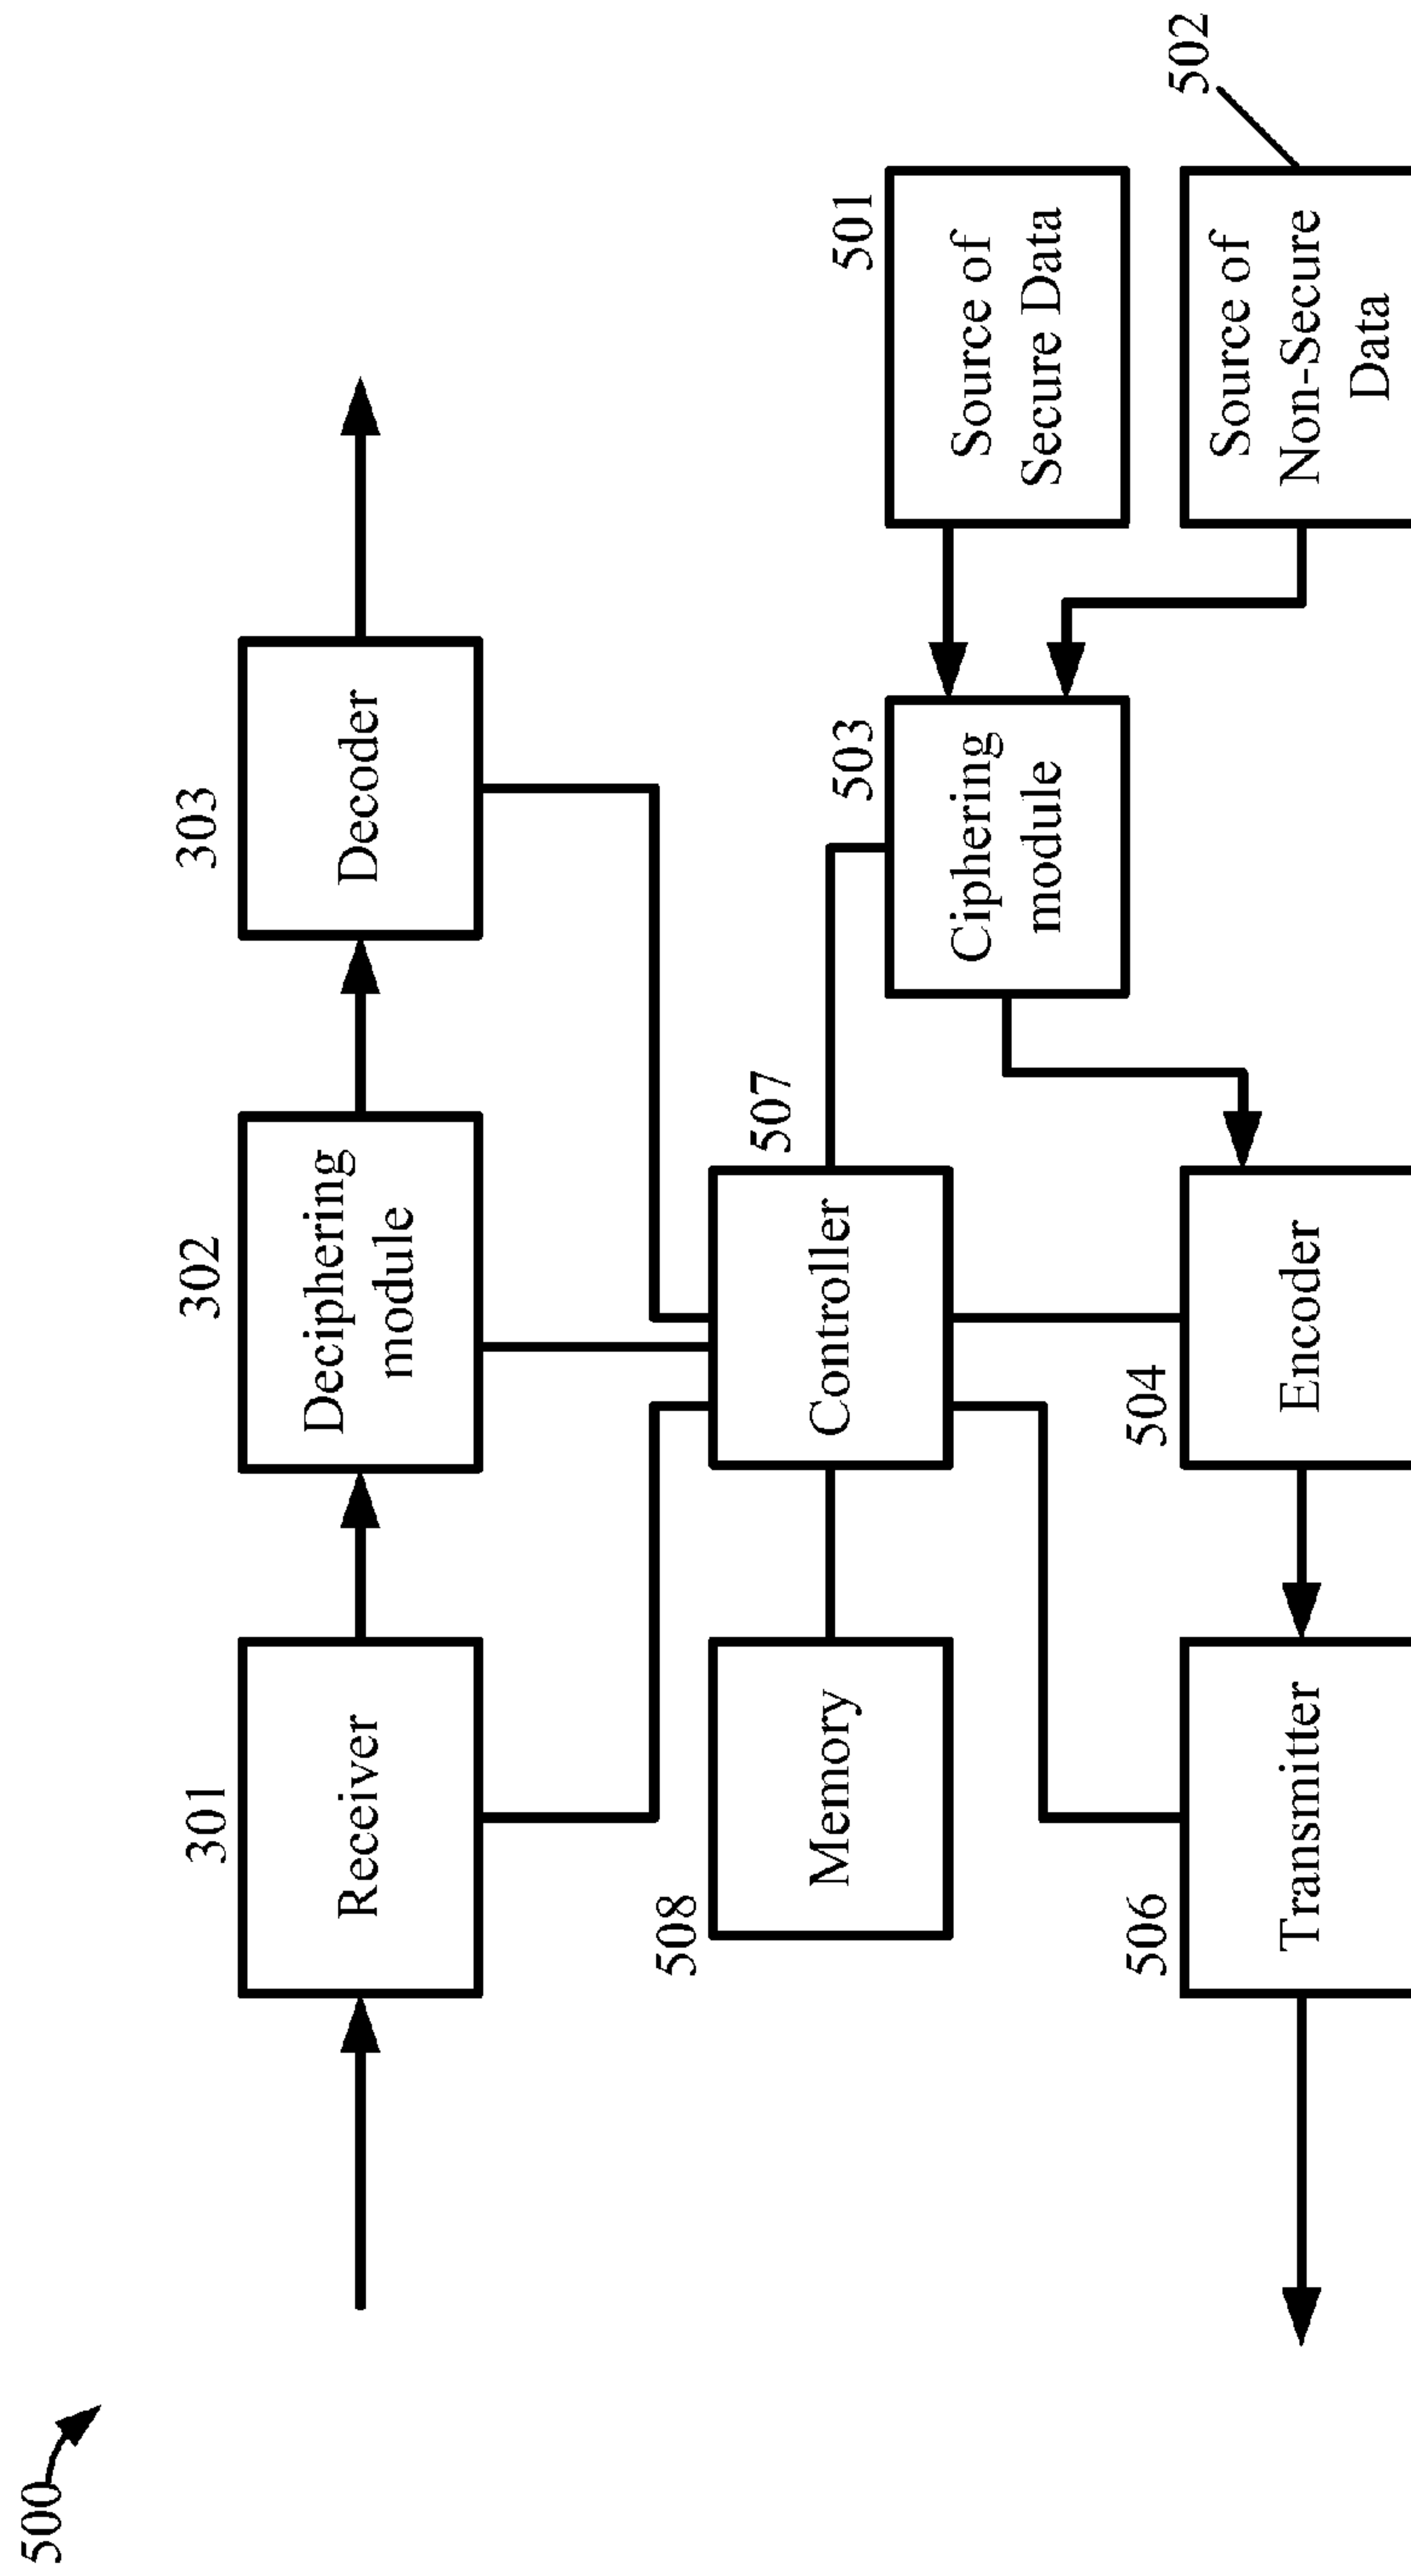 500
301
Receiver
302
Deciphering
module
303
Decoder
508
Memory
507
Controller
503
Ciphering
module
501
Source of
Secure Data
506
Transmitter
504
Encoder
502
Source of
Non-Secure
Data